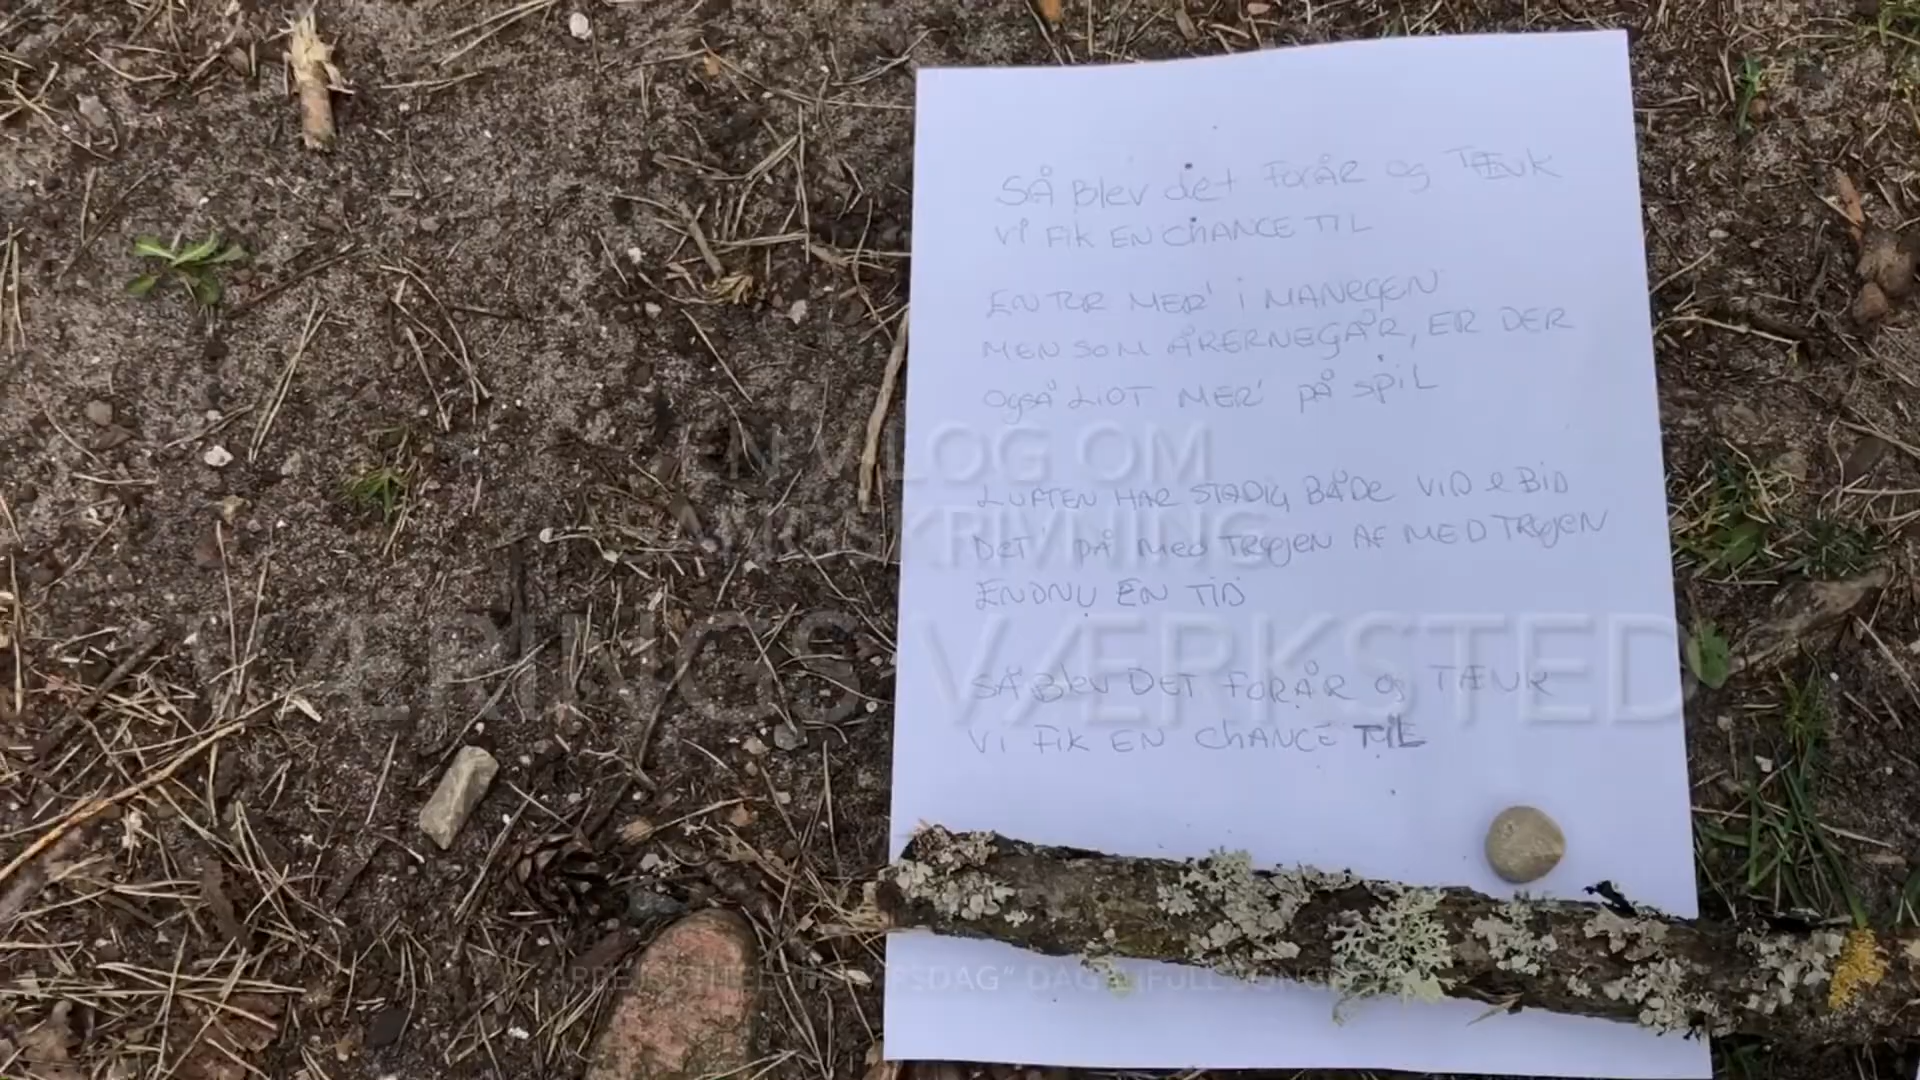 SÅ Blev det FORÅR og TÆNK
Vi FIK EN CHANCE TIL
EN TUR MER' i MANEGEN
MEN SOM ÅRERNE GÅR, ER DER
også LIDT MER' på spil
LUFTEN HAR STADIG BÅDE VID & BID
DET' PÅ MED TRØJEN AF MED TRØJEN
ENDNU EN TID
SÅ Blev DET FORÅR og TÆNK
Vi FIK EN CHANCE TIL
EN VLOG OM
SANGSKRIVNING
VÆRINGS VÆRKSTED